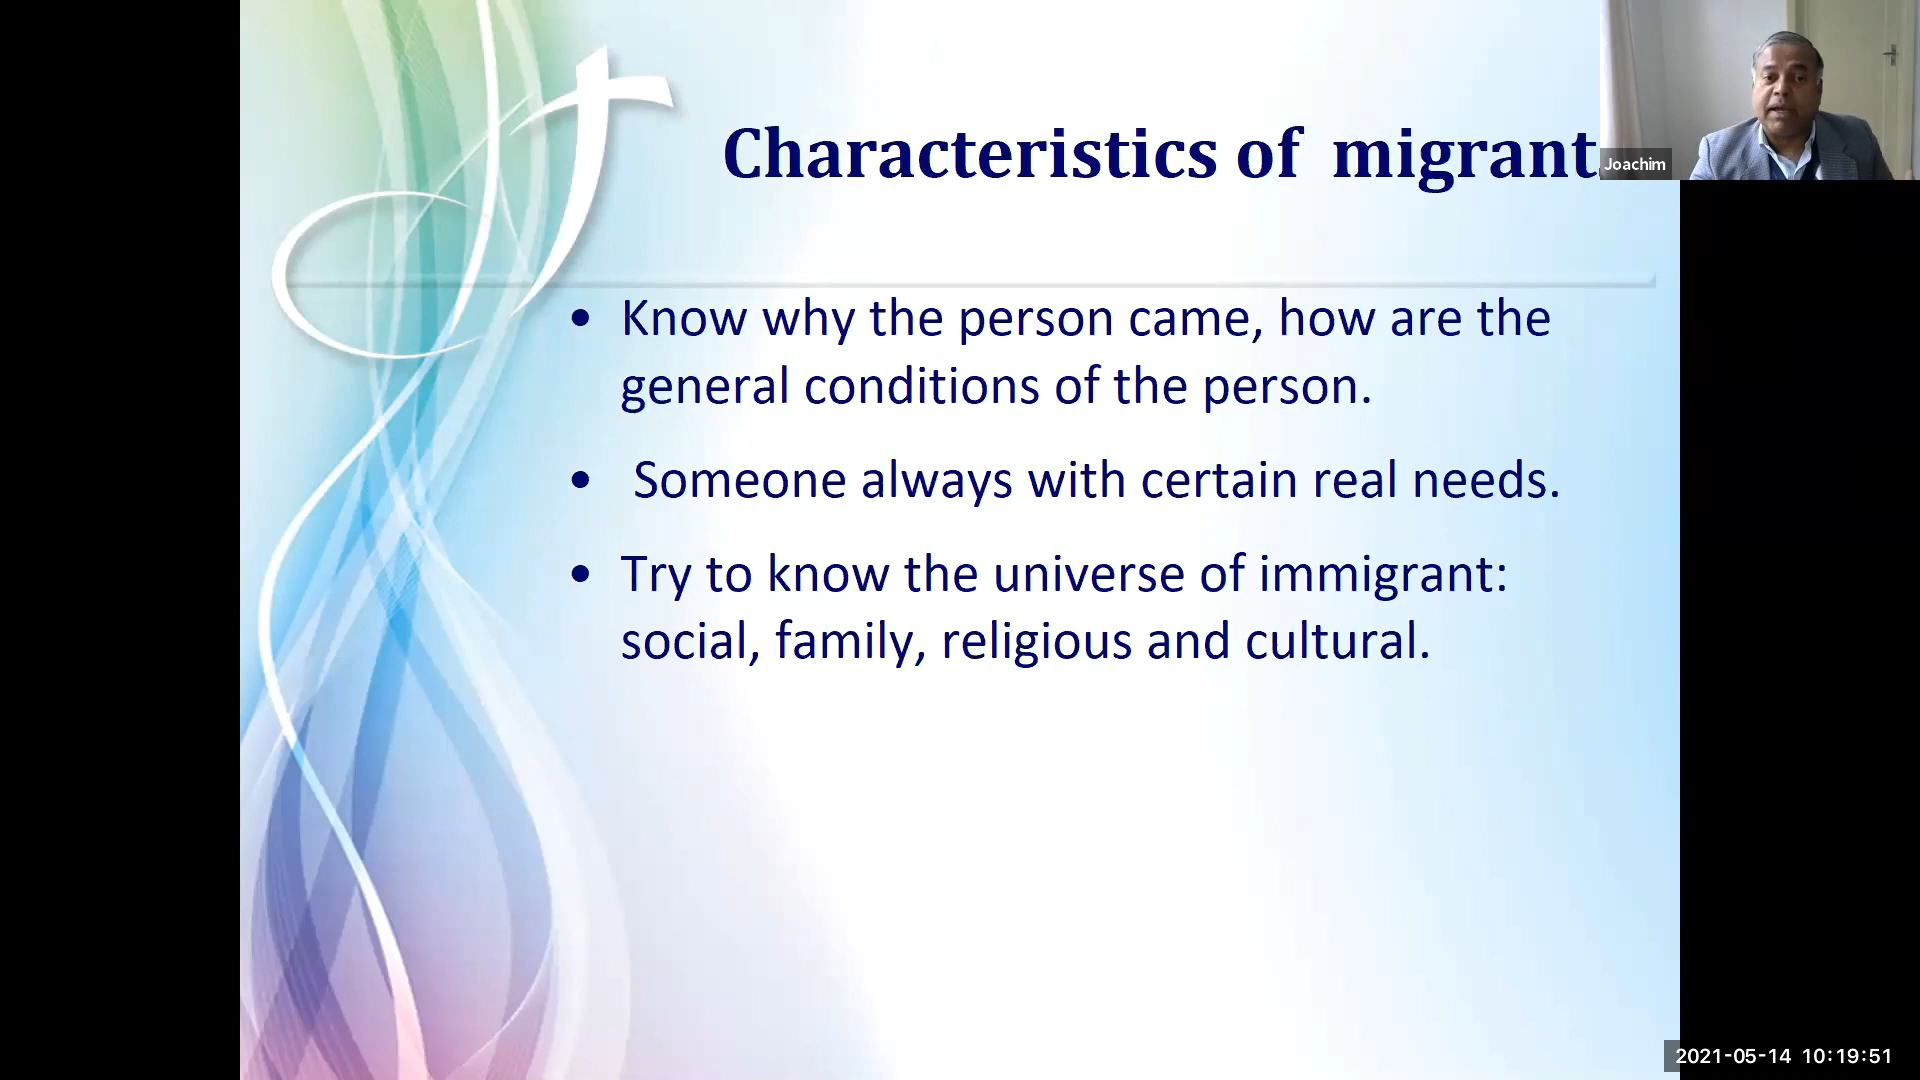 Characteristics of migrant
Joachim
• Know why the person came, how are the
general conditions of the person.
• Someone always with certain real needs.
• Try to know the universe of immigrant:
social, family, religious and cultural.
2021-05-14 10:19:51